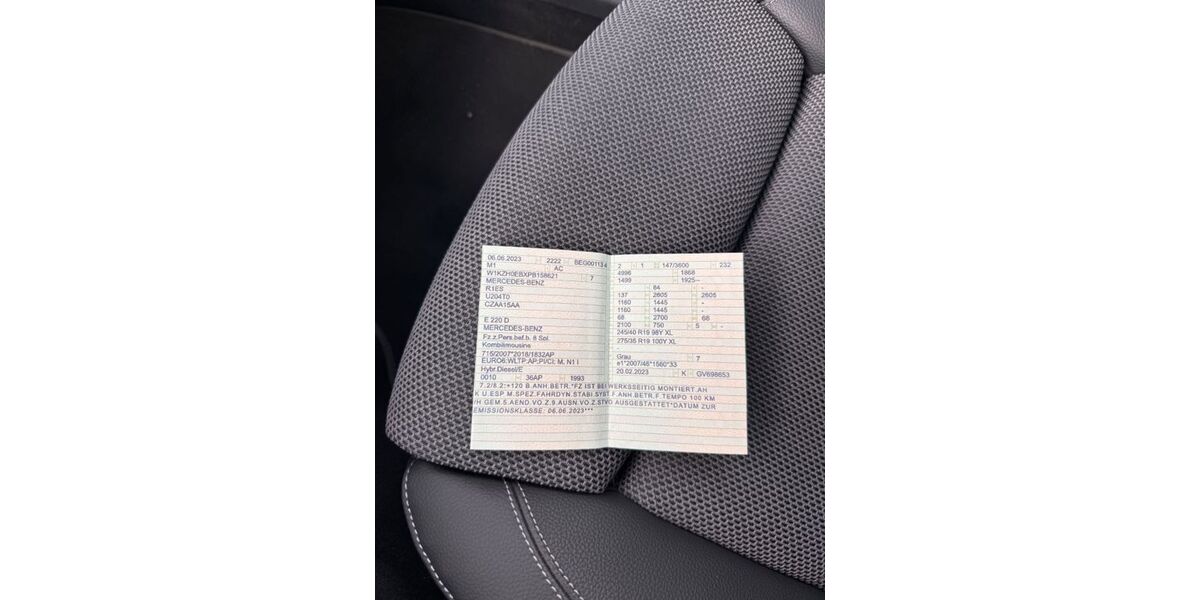 06.06.2023 2222 BEG001134
M1 AC
W1KZH0EBXPB158621 7
MERCEDES-BENZ
R1ES
U204T0
CZAA15AA
E 220 D
MERCEDES-BENZ
Fz.z.Pers.bef.b. 8 Spl.
Kombilimousine
715/2007*2018/1832AP
EURO6;WLTP;AP;PI/CI; M, N1 I
Hybr.Diesel/E
0010 36AP 1993
2 1 147/3600 232
4996 1868
1499 1925--
84 -
137 2605 2605
1160 1445 -
1160 1445 -
68 2700 68
2100 750 5 -
245/40 R19 98Y XL
275/35 R19 100Y XL
-
Grau 7
e1*2007/46*1560*33
20.02.2023 K GV698653
7.2/8.2:+120 B.ANH.BETR.*FZ IST BEI WERKSSEITIG MONTIERT.AH
K U.ESP M.SPEZ.FAHRDYN.STABI.SYST.F.ANH.BETR.F.TEMPO 100 KM
/H GEM.5.AEND.VO.Z.9.AUSN.VO.Z.STVO AUSGESTATTET*DATUM ZUR
EMISSIONSKLASSE: 06.06.2023***